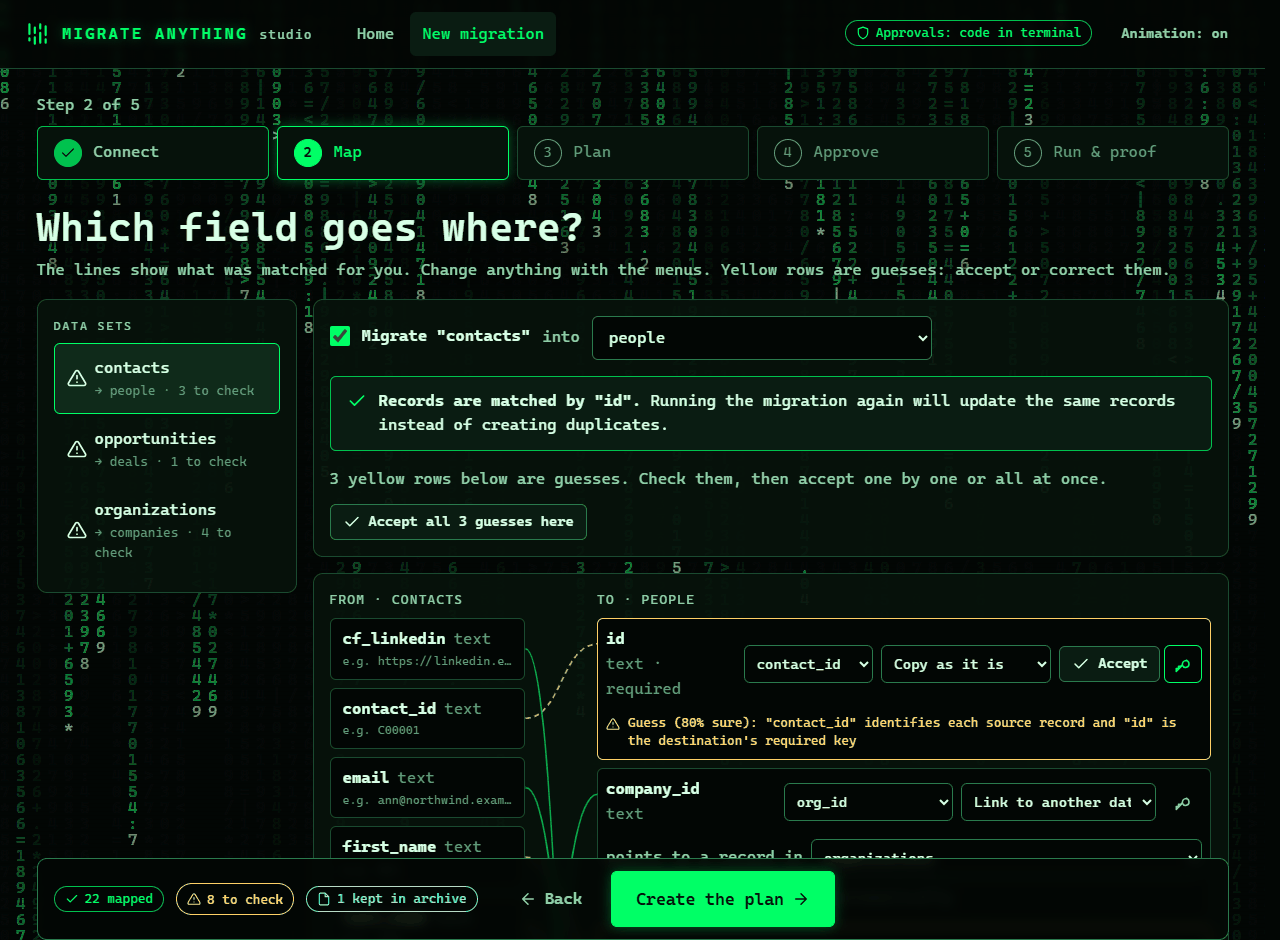 MIGRATE ANYTHING studio
Home
New migration
Approvals: code in terminal
Animation: on
Step 2 of 5
Connect
2 Map
3 Plan
4 Approve
5 Run & proof
Which field goes where?
The lines show what was matched for you. Change anything with the menus. Yellow rows are guesses: accept or correct them.
DATA SETS
contacts
→ people · 3 to check
opportunities
→ deals · 1 to check
organizations
→ companies · 4 to
check
Migrate "contacts" into people
Records are matched by "id". Running the migration again will update the same records
instead of creating duplicates.
3 yellow rows below are guesses. Check them, then accept one by one or all at once.
Accept all 3 guesses here
FROM · CONTACTS
cf_linkedin text
e.g. https://linkedin.e…
contact_id text
e.g. C00001
email text
e.g. ann@northwind.exam…
first_name text
TO · PEOPLE
id
text ·
required
contact_id
Copy as it is
Accept
Guess (80% sure): "contact_id" identifies each source record and "id" is
the destination's required key
company_id
text
org_id
Link to another dat
points to a record in organizations
22 mapped
8 to check
1 kept in archive
← Back
Create the plan →